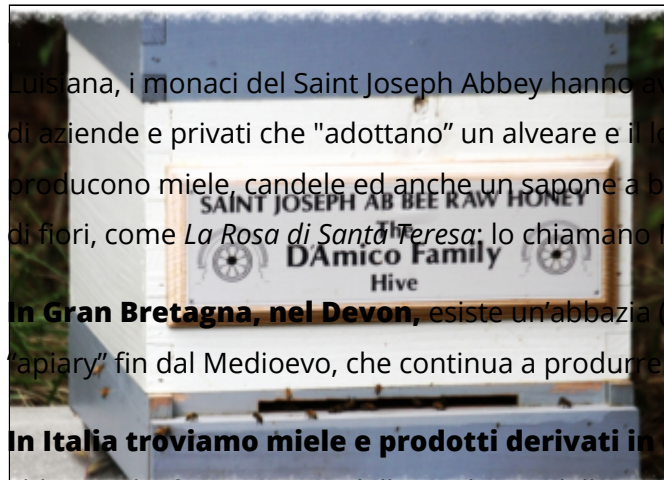 Luisiana, i monaci del Saint Joseph Abbey hanno
di aziende e privati che "adottano” un alveare e il
producono miele, candele ed anche un sapone a b
SAINT JOSEPH AB BEE RAW HONEY
di fiori, come La Rosa di Santa Teresa: lo chiamano
The
D'Amico Family
Hive
In Gran Bretagna, nel Devon, esiste un’abbazia
“apiary” fin dal Medioevo, che continua a produrre
In Italia troviamo miele e prodotti derivati in